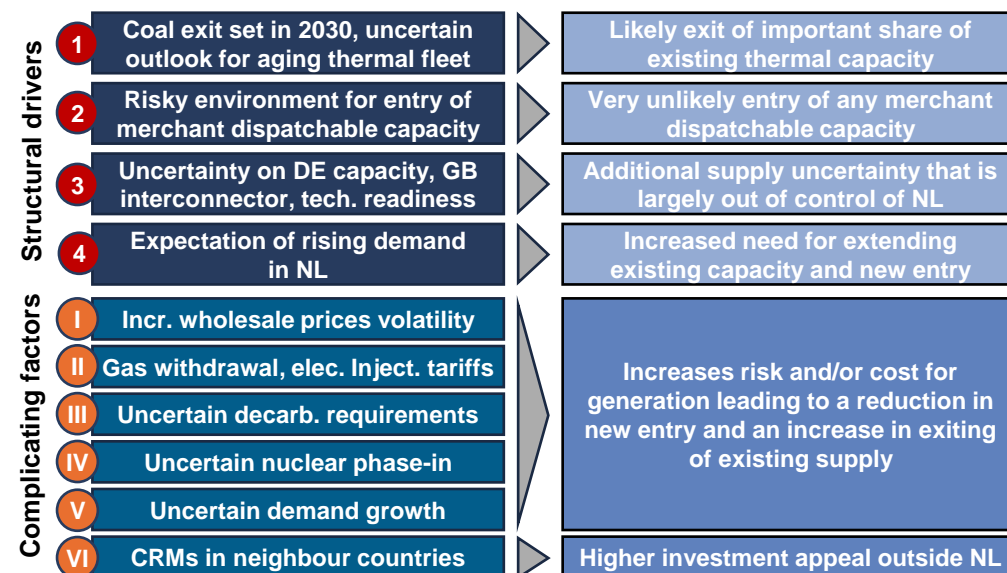 Structural drivers
1
Coal exit set in 2030, uncertain
outlook for aging thermal fleet
Likely exit of important share of
existing thermal capacity
2
Risky environment for entry of
merchant dispatchable capacity
Very unlikely entry of any merchant
dispatchable capacity
3
Uncertainty on DE capacity, GB
interconnector, tech. readiness
Additional supply uncertainty that is
largely out of control of NL
4
Expectation of rising demand
in NL
Increased need for extending
existing capacity and new entry
Complicating factors
I
Incr. wholesale prices volatility
II
Gas withdrawal, elec. Inject. tariffs
III
Uncertain decarb. requirements
IV
Uncertain nuclear phase-in
V
Uncertain demand growth
Increases risk and/or cost for
generation leading to a reduction in
new entry and an increase in exiting
of existing supply
VI
CRMs in neighbour countries
Higher investment appeal outside NL